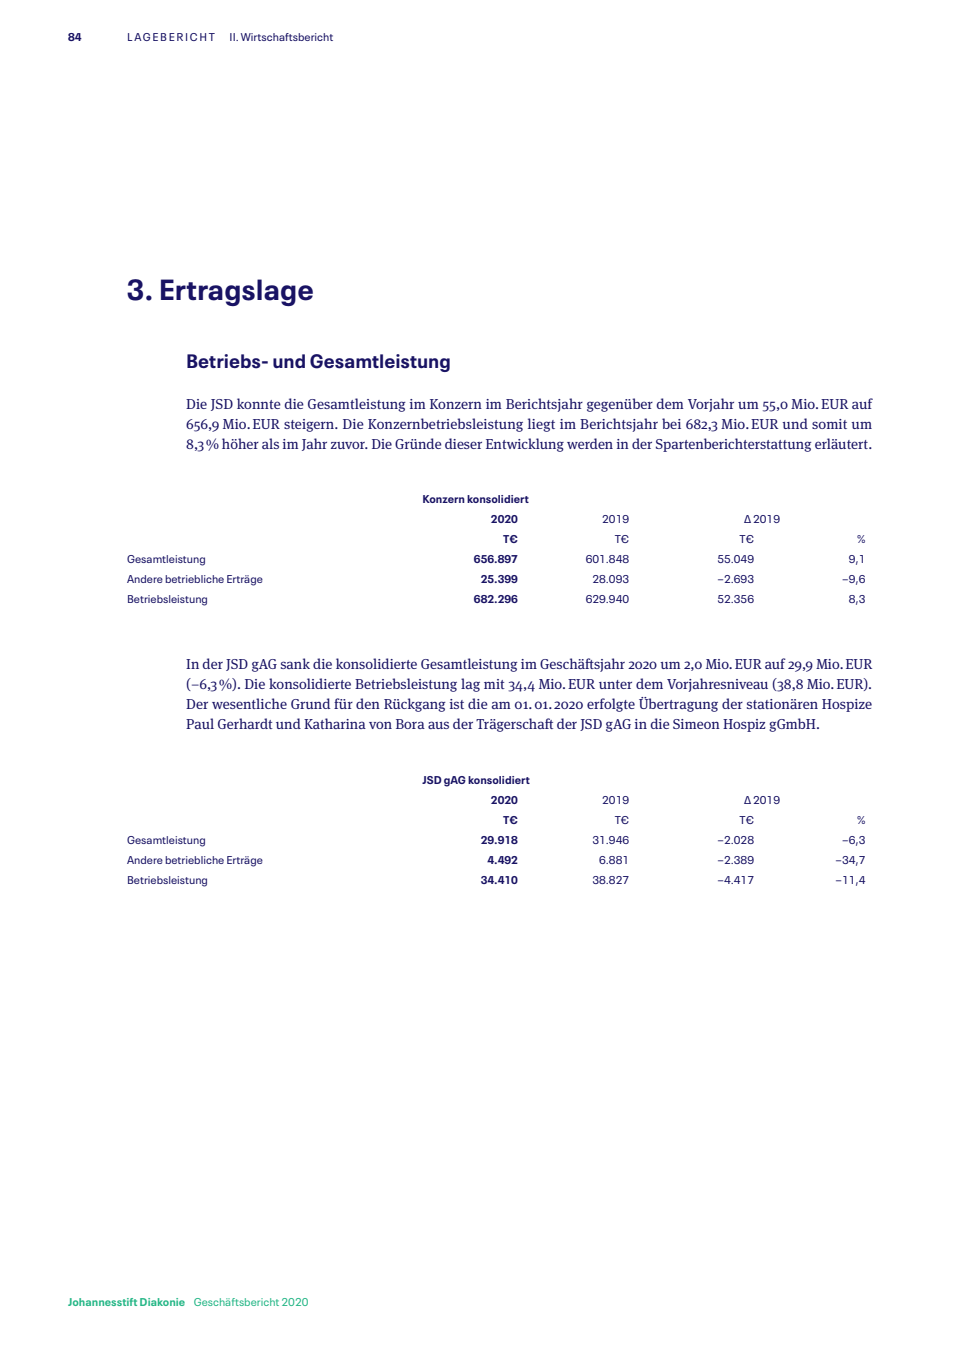 84 LAGEBERICHT II. Wirtschaftsbericht
3. Ertragslage
Betriebs- und Gesamtleistung
Die JSD konnte die Gesamtleistung im Konzern im Berichtsjahr gegenüber dem Vorjahr um 55,0 Mio. EUR auf
656,9 Mio. EUR steigern. Die Konzernbetriebsleistung liegt im Berichtsjahr bei 682,3 Mio. EUR und somit um
8,3 % höher als im Jahr zuvor. Die Gründe dieser Entwicklung werden in der Spartenberichterstattung erläutert.
Konzern konsolidiert
2020 2019 Δ 2019
T€ T€ T€ %
Gesamtleistung 656.897 601.848 55.049 9,1
Andere betriebliche Erträge 25.399 28.093 –2.693 –9,6
Betriebsleistung 682.296 629.940 52.356 8,3
In der JSD gAG sank die konsolidierte Gesamtleistung im Geschäftsjahr 2020 um 2,0 Mio. EUR auf 29,9 Mio. EUR
(–6,3 %). Die konsolidierte Betriebsleistung lag mit 34,4 Mio. EUR unter dem Vorjahresniveau (38,8 Mio. EUR).
Der wesentliche Grund für den Rückgang ist die am 01. 01. 2020 erfolgte Übertragung der stationären Hospize
Paul Gerhardt und Katharina von Bora aus der Trägerschaft der JSD gAG in die Simeon Hospiz gGmbH.
JSD gAG konsolidiert
2020 2019 Δ 2019
T€ T€ T€ %
Gesamtleistung 29.918 31.946 –2.028 –6,3
Andere betriebliche Erträge 4.492 6.881 –2.389 –34,7
Betriebsleistung 34.410 38.827 –4.417 –11,4
Johannesstift Diakonie Geschäftsbericht 2020